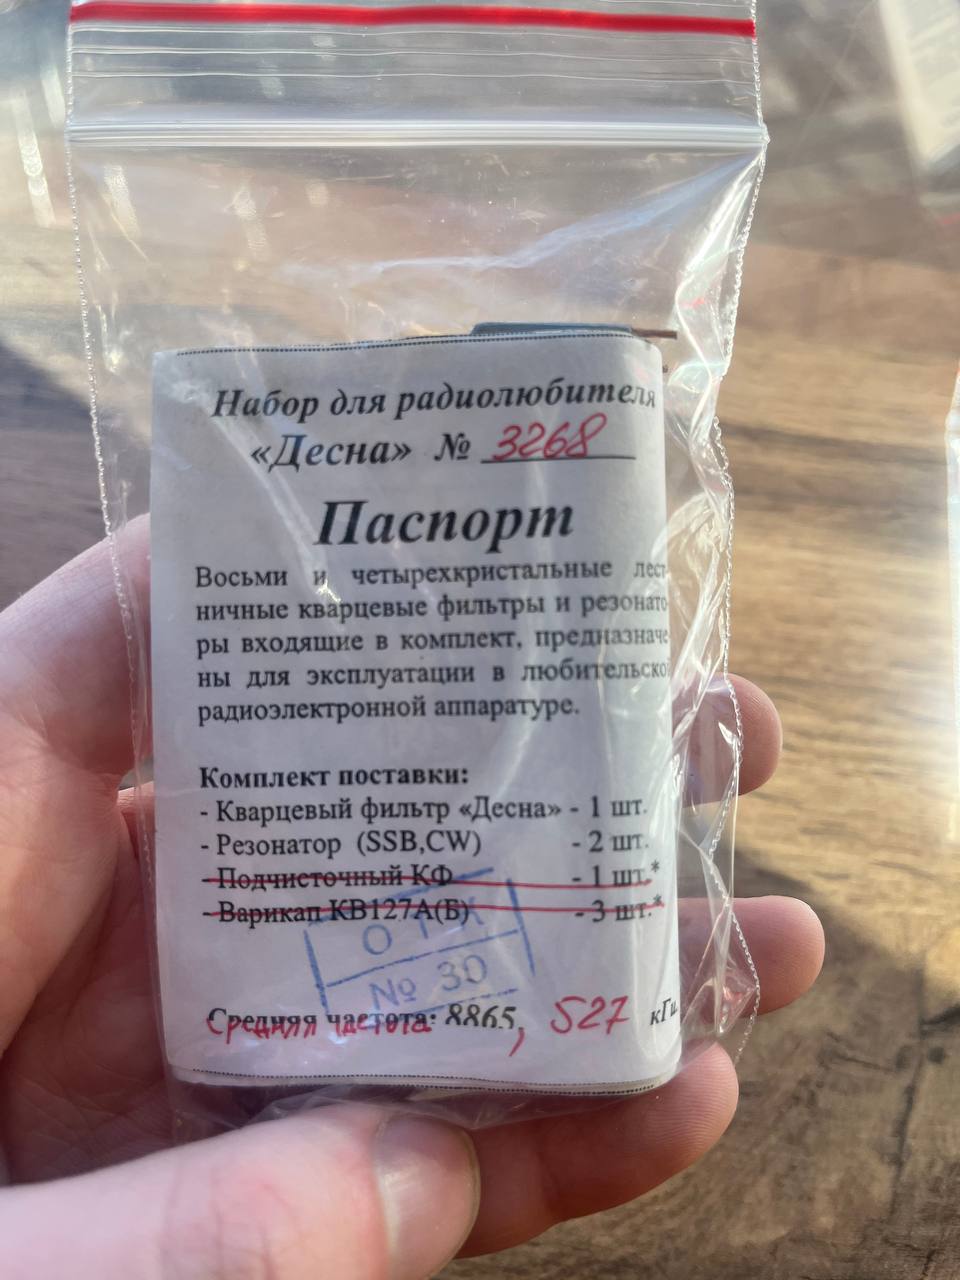 Набор для радиолюбителя
«Десна» № 3268
Паспорт
Восьми и четырехкристальные лест
ничные кварцевые фильтры и резонато
ры входящие в комплект, предназначе
ны для эксплуатации в любительской
радиоэлектронной аппаратуре.
Комплект поставки:
- Кварцевый фильтр «Десна» - 1 шт.
- Резонатор (SSB,CW) - 2 шт.
- Подчисточный КФ - 1 шт.*
- Варикап КВ127А(Б) - 3 шт.*
ОТК
№ 30
Средняя частота: 8865, 527 кГц